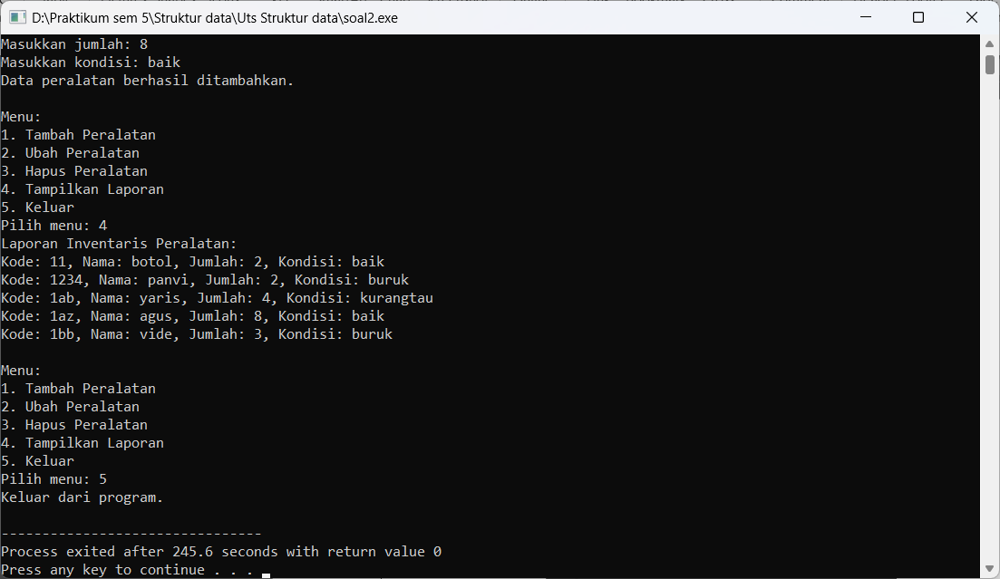 D:\Praktikum sem 5\Struktur data\Uts Struktur data\soal2.exe
Masukkan jumlah: 8
Masukkan kondisi: baik
Data peralatan berhasil ditambahkan.
Menu:
1. Tambah Peralatan
2. Ubah Peralatan
3. Hapus Peralatan
4. Tampilkan Laporan
5. Keluar
Pilih menu: 4
Laporan Inventaris Peralatan:
Kode: 11, Nama: botol, Jumlah: 2, Kondisi: baik
Kode: 1234, Nama: panvi, Jumlah: 2, Kondisi: buruk
Kode: 1ab, Nama: yaris, Jumlah: 4, Kondisi: kurangtau
Kode: 1az, Nama: agus, Jumlah: 8, Kondisi: baik
Kode: 1bb, Nama: vide, Jumlah: 3, Kondisi: buruk
Menu:
1. Tambah Peralatan
2. Ubah Peralatan
3. Hapus Peralatan
4. Tampilkan Laporan
5. Keluar
Pilih menu: 5
Keluar dari program.
--------------------------------
Process exited after 245.6 seconds with return value 0
Press any key to continue . . .